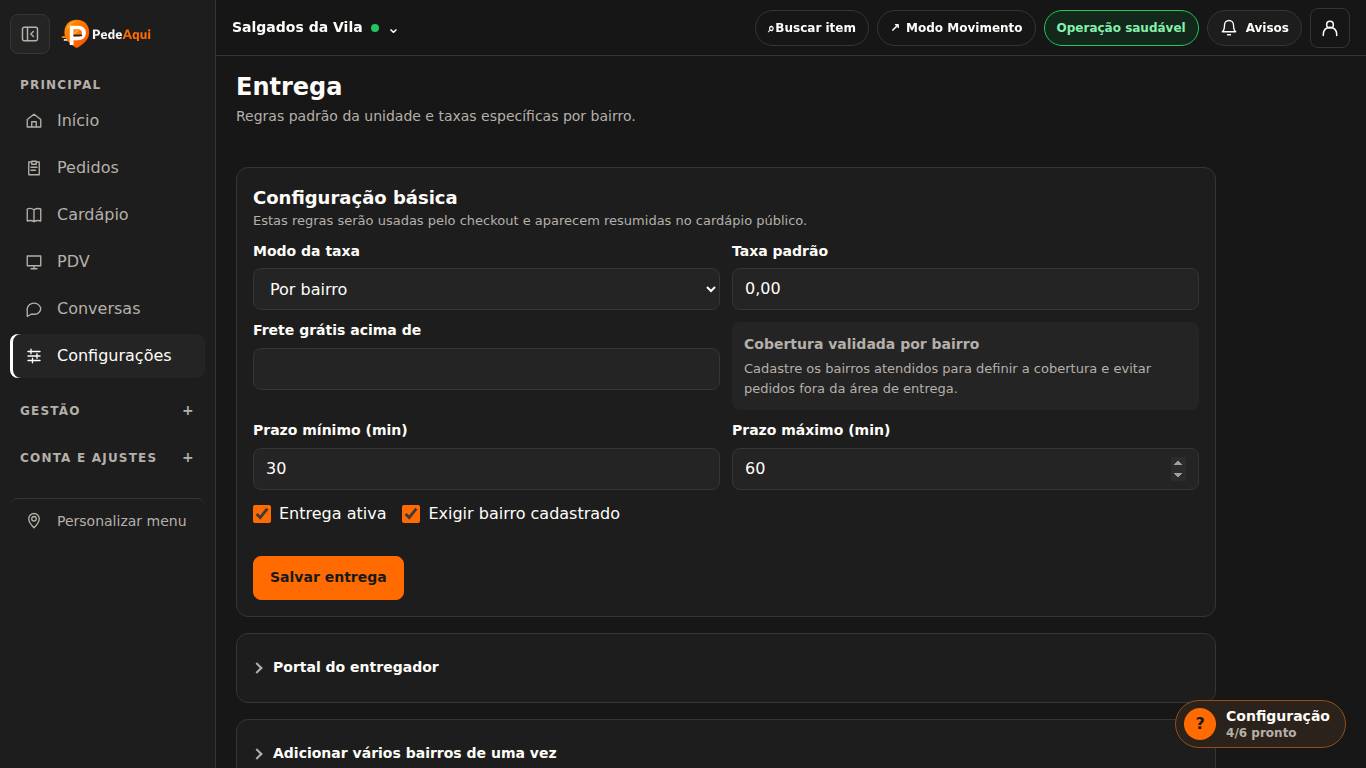 PedeAqui
PRINCIPAL
Início
Pedidos
Cardápio
PDV
Conversas
Configurações
GESTÃO +
CONTA E AJUSTES +
Personalizar menu
Salgados da Vila
Buscar item
Modo Movimento
Operação saudável
Avisos
Entrega
Regras padrão da unidade e taxas específicas por bairro.
Configuração básica
Estas regras serão usadas pelo checkout e aparecem resumidas no cardápio público.
Modo da taxa
Por bairro
Taxa padrão
0,00
Frete grátis acima de
Cobertura validada por bairro
Cadastre os bairros atendidos para definir a cobertura e evitar
pedidos fora da área de entrega.
Prazo mínimo (min)
30
Prazo máximo (min)
60
Entrega ativa
Exigir bairro cadastrado
Salvar entrega
Portal do entregador
Adicionar vários bairros de uma vez
?
Configuração
4/6 pronto